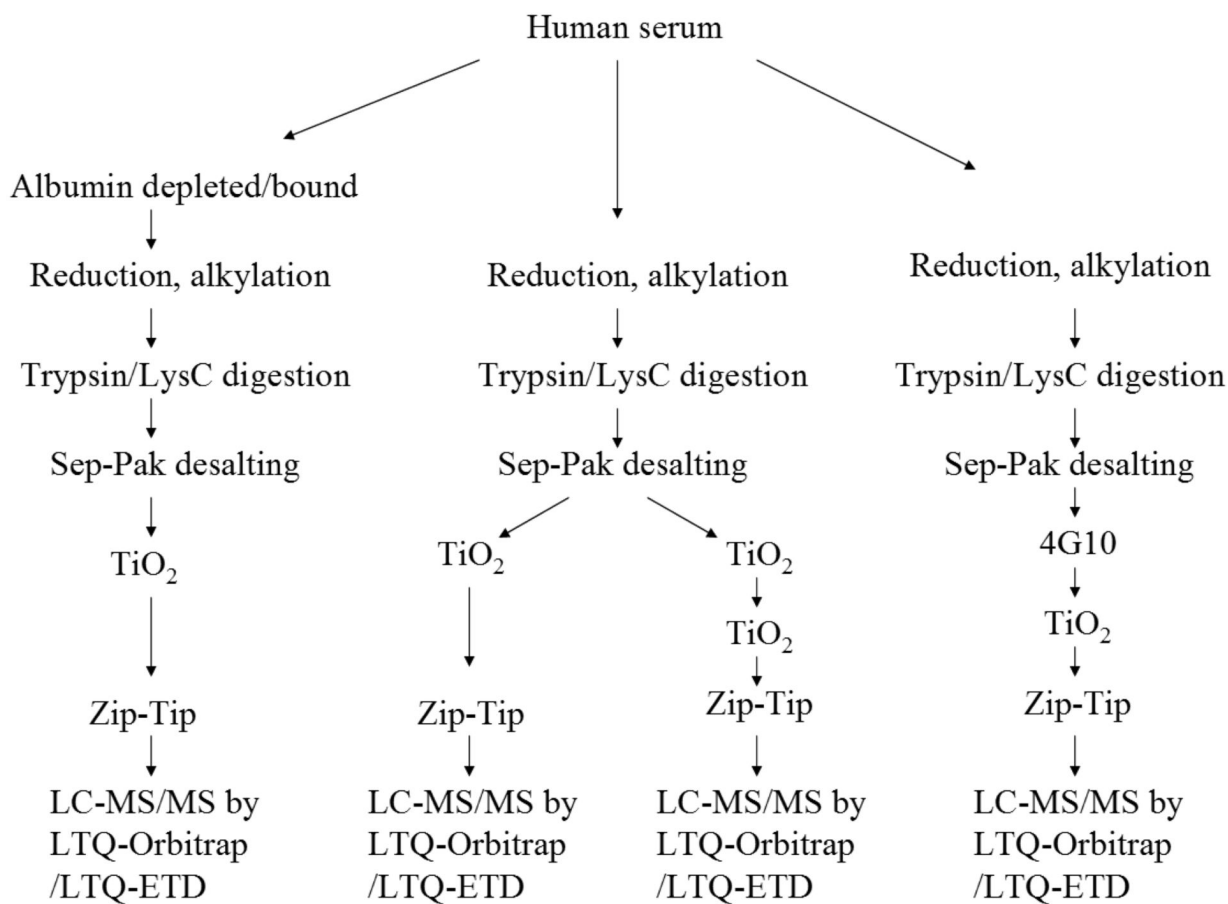 Human serum
Albumin depleted/bound
Reduction, alkylation
Trypsin/LysC digestion
Sep-Pak desalting
TiO₂
Zip-Tip
LC-MS/MS by
LTQ-Orbitrap
/LTQ-ETD
Reduction, alkylation
Trypsin/LysC digestion
Sep-Pak desalting
TiO₂
Zip-Tip
LC-MS/MS by
LTQ-Orbitrap
/LTQ-ETD
TiO₂
TiO₂
Zip-Tip
LC-MS/MS by
LTQ-Orbitrap
/LTQ-ETD
Reduction, alkylation
Trypsin/LysC digestion
Sep-Pak desalting
4G10
TiO₂
Zip-Tip
LC-MS/MS by
LTQ-Orbitrap
/LTQ-ETD